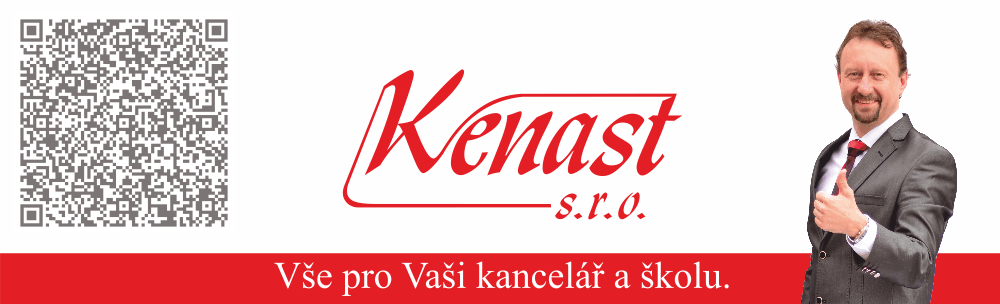 Kenast
s.r.o.
Vše pro Vaši kancelář a školu.